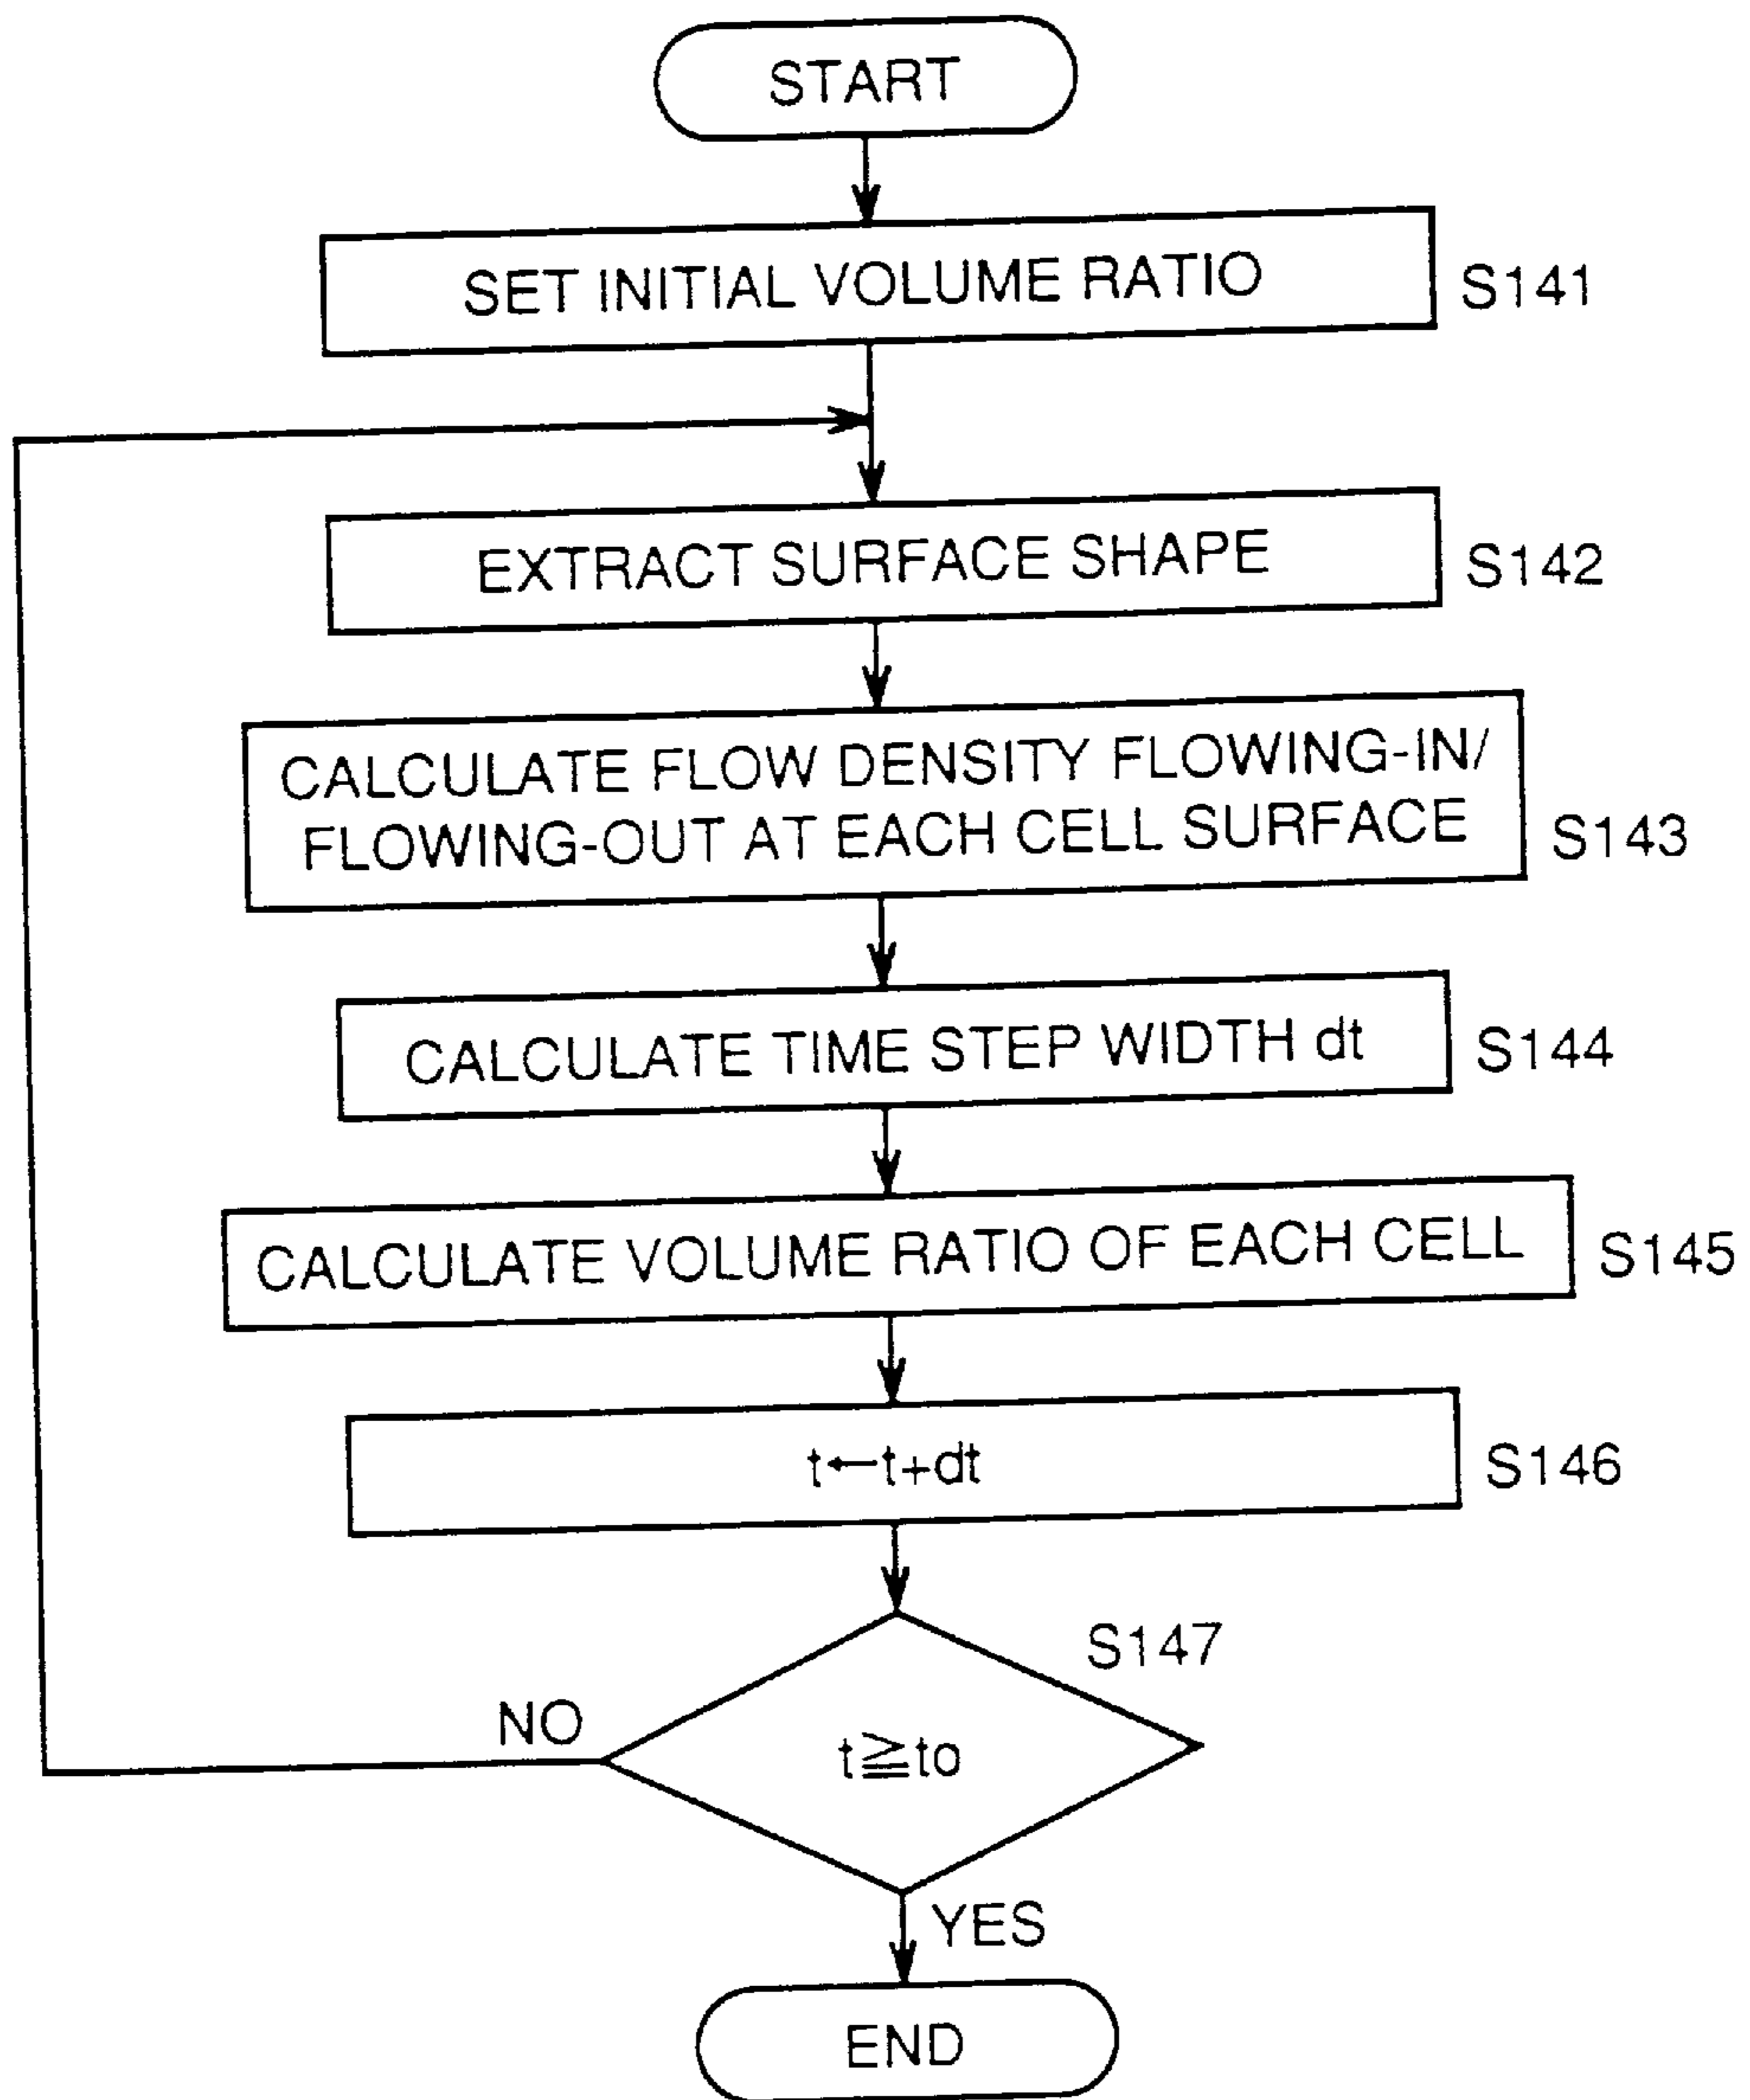 START
SET INITIAL VOLUME RATIO
S141
EXTRACT SURFACE SHAPE
S142
CALCULATE FLOW DENSITY FLOWING-IN/
FLOWING-OUT AT EACH CELL SURFACE
S143
CALCULATE TIME STEP WIDTH dt
S144
CALCULATE VOLUME RATIO OF EACH CELL
S145
t←t+dt
S146
S147
NO
t≧to
YES
END